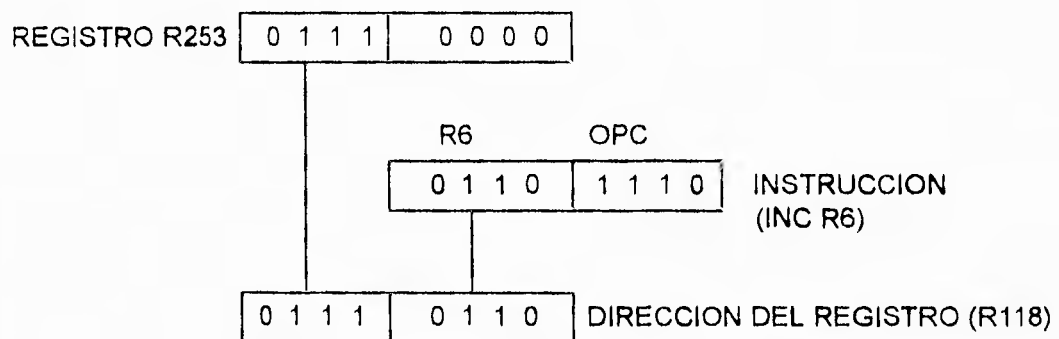 REGISTRO R253 0 1 1 1 0 0 0 0
R6 OPC
0 1 1 0 1 1 1 0 INSTRUCCION
(INC R6)
0 1 1 1 0 1 1 0 DIRECCION DEL REGISTRO (R118)